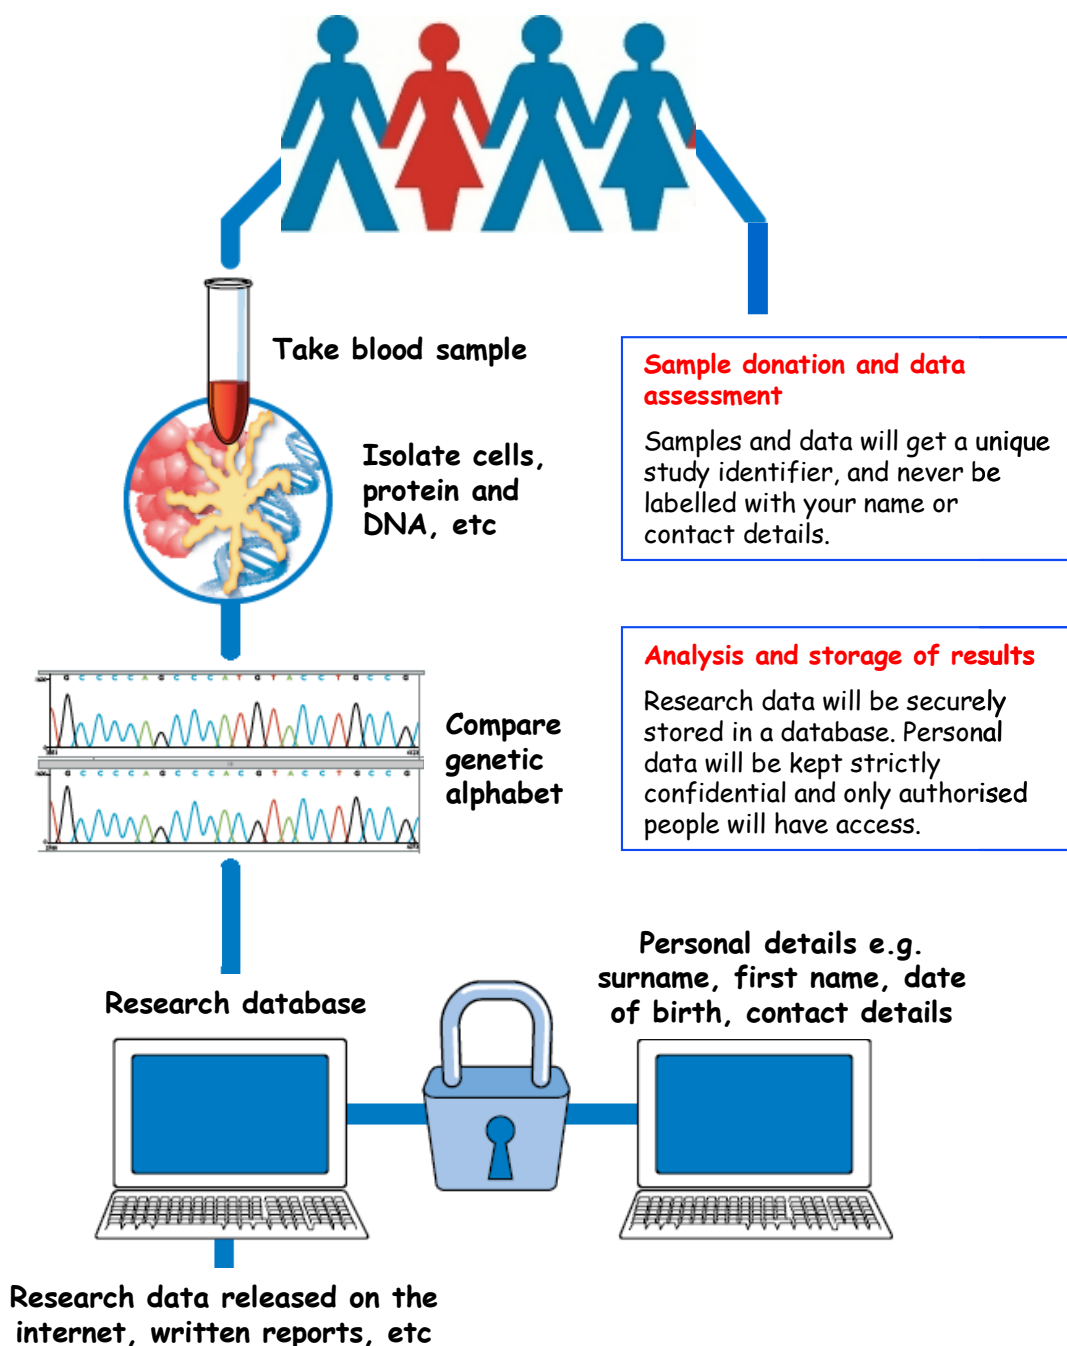 Take blood sample
Isolate cells,
protein and
DNA, etc
Sample donation and data
assessment
Samples and data will get a unique
study identifier, and never be
labelled with your name or
contact details.
G C C C C A G C C C A T G T A C C T G C C G
G C C C C A G C C C A C G T A C C T G C C G
Compare
genetic
alphabet
Analysis and storage of results
Research data will be securely
stored in a database. Personal
data will be kept strictly
confidential and only authorised
people will have access.
Research database
Personal details e.g.
surname, first name, date
of birth, contact details
Research data released on the
internet, written reports, etc